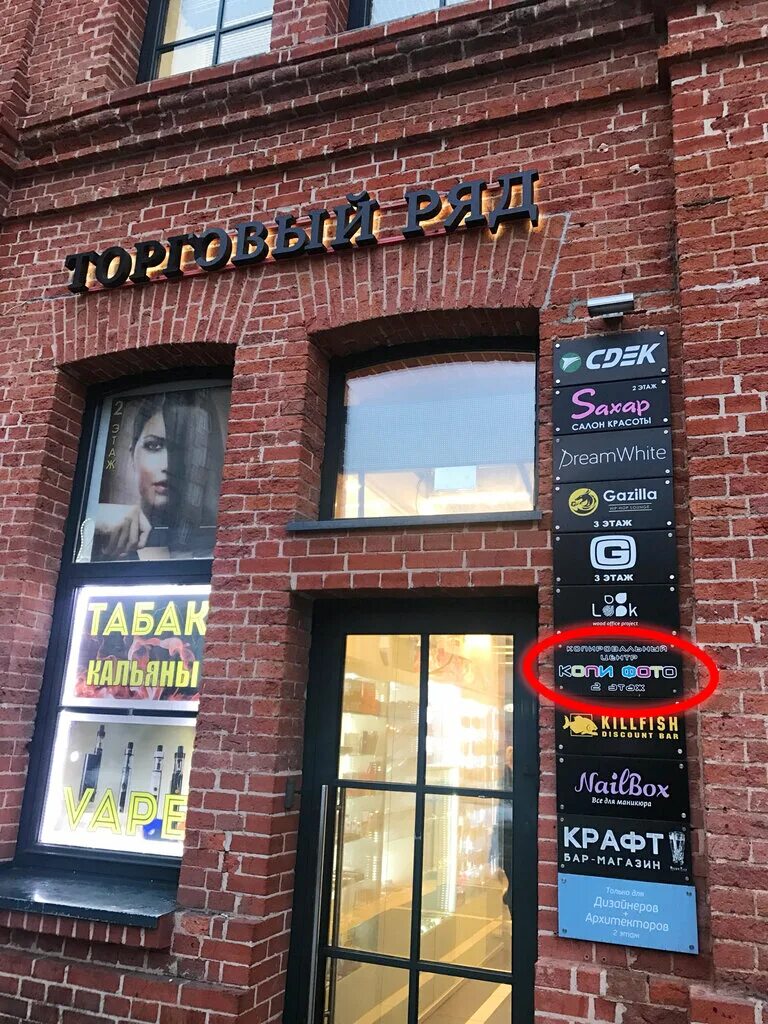 ТОРГОВЫЙ РЯД
2 ЭТАЖ
ТАБАК
КАЛЬЯНЫ
VAPE
CDEK
2 ЭТАЖ
Saxap
САЛОН КРАСОТЫ
DreamWhite
Gazilla
HIP HOP LOUNGE
3 ЭТАЖ
G
3 ЭТАЖ
LOOk
wood office project
КОПИРОВАЛЬНЫЙ
ЦЕНТР
КОПИ ФОТО
2 ЭТАЖ
KILLFISH
DISCOUNT BAR
NailBox
Все для маникюра
КРАФТ
БАР-МАГАЗИН
Только для
Дизайнеров
+
Архитекторов
2 этаж